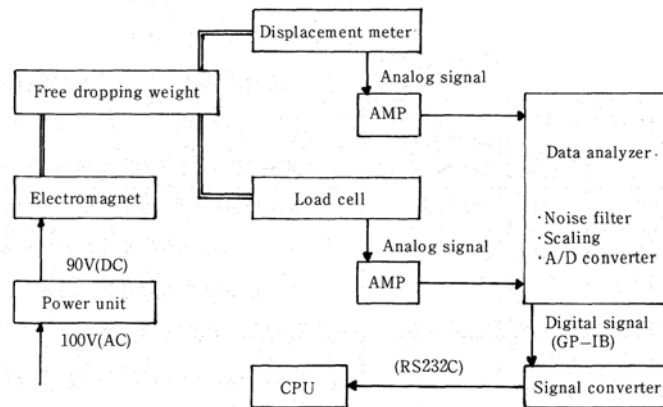 Displacement meter
Analog signal
Free dropping weight
AMP
Data analyzer
Electromagnet
Load cell
·Noise filter
·Scaling
·A/D converter
Analog signal
90V(DC)
AMP
Power unit
100V(AC)
Digital signal
(GP-IB)
(RS232C)
CPU
Signal converter